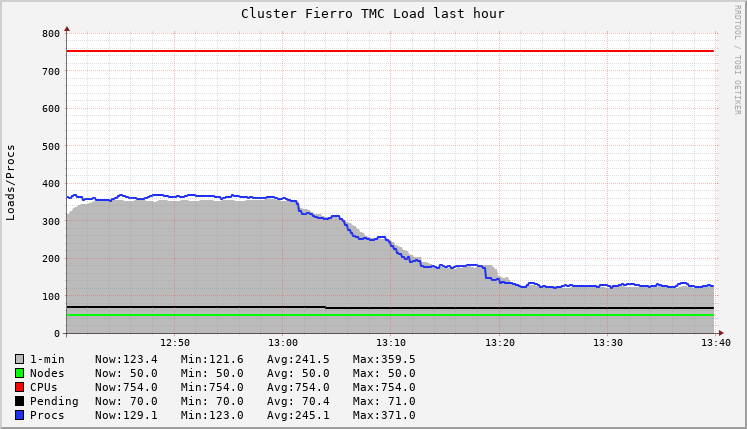 Cluster Fierro TMC Load last hour
RRDTOOL / TOBI OETIKER
Loads/Procs
800
700
600
500
400
300
200
100
0
12:50 13:00 13:10 13:20 13:30 13:40
1-min Now:123.4 Min:121.6 Avg:241.5 Max:359.5
Nodes Now: 50.0 Min: 50.0 Avg: 50.0 Max: 50.0
CPUs Now:754.0 Min:754.0 Avg:754.0 Max:754.0
Pending Now: 70.0 Min: 70.0 Avg: 70.4 Max: 71.0
Procs Now:129.1 Min:123.0 Avg:245.1 Max:371.0